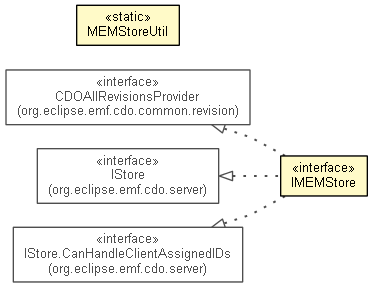 «static»
MEMStoreUtil
«interface»
CDOAllRevisionsProvider
(org.eclipse.emf.cdo.common.revision)
«interface»
IStore
(org.eclipse.emf.cdo.server)
«interface»
IMEMStore
«interface»
IStore.CanHandleClientAssignedIDs
(org.eclipse.emf.cdo.server)